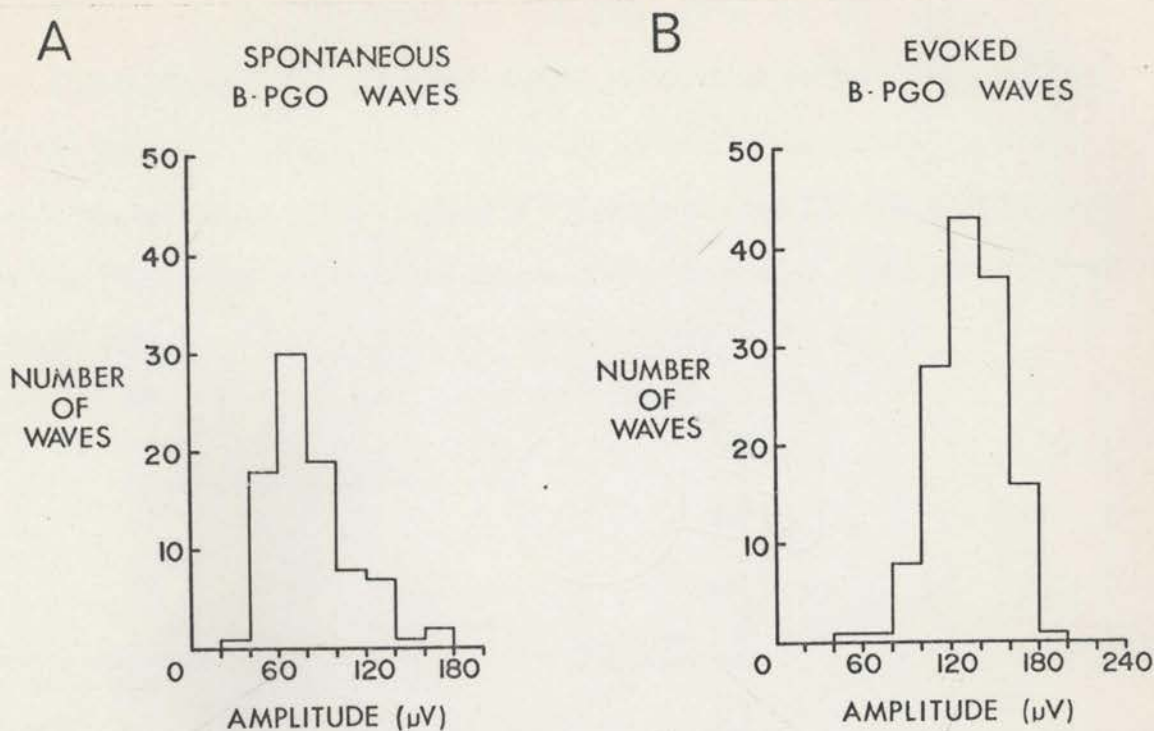 A
SPONTANEOUS
B-PGO WAVES
50
40
30
20
10
NUMBER
OF
WAVES
0 60 120 180
AMPLITUDE (µV)
B
EVOKED
B-PGO WAVES
50
40
30
20
10
NUMBER
OF
WAVES
0 60 120 180 240
AMPLITUDE (µV)